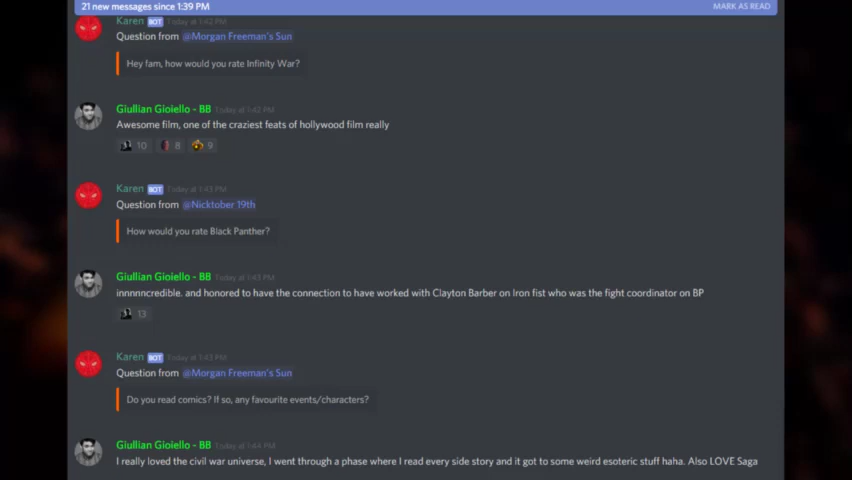 21 new messages since 1:39 PM
MARK AS READ
Karen BOT Today at 1:42 PM
Question from @Morgan Freeman's Sun
Hey fam, how would you rate Infinity War?
Giullian Gioiello - BB Today at 1:43 PM
Awesome film, one of the craziest feats of hollywood film really
10 8 9
Karen BOT Today at 1:43 PM
Question from @Nicktober 19th
How would you rate Black Panther?
Giullian Gioiello - BB Today at 1:43 PM
innnnncredible. and honored to have the connection to have worked with Clayton Barber on Iron fist who was the fight coordinator on BP
13
Karen BOT Today at 1:43 PM
Question from @Morgan Freeman's Sun
Do you read comics? If so, any favourite events/characters?
Giullian Gioiello - BB Today at 1:44 PM
I really loved the civil war universe, I went through a phase where I read every side story and it got to some weird esoteric stuff haha. Also LOVE Saga